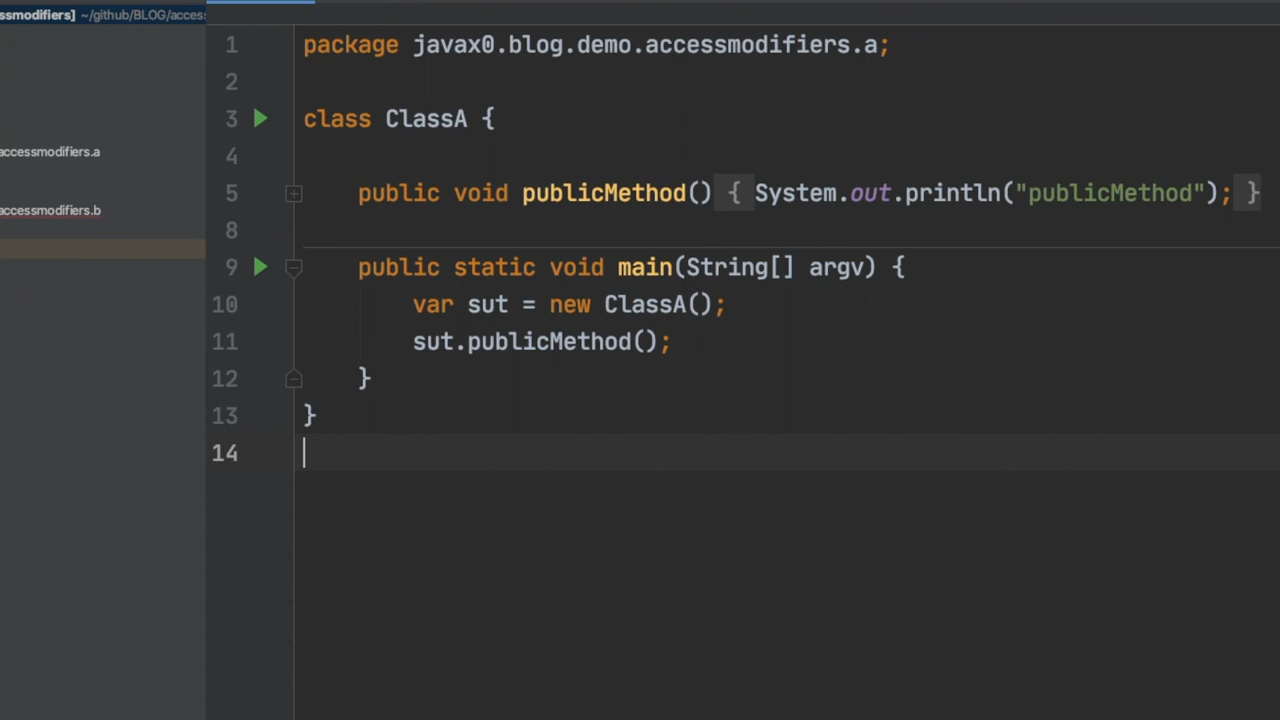 ssmodifiers] ~/github/BLOG/access
accessmodifiers.a
accessmodifiers.b
1 package javax0.blog.demo.accessmodifiers.a;
2
3 class ClassA {
4
5 public void publicMethod() { System.out.println("publicMethod"); }
8
9 public static void main(String[] argv) {
10 var sut = new ClassA();
11 sut.publicMethod();
12 }
13 }
14